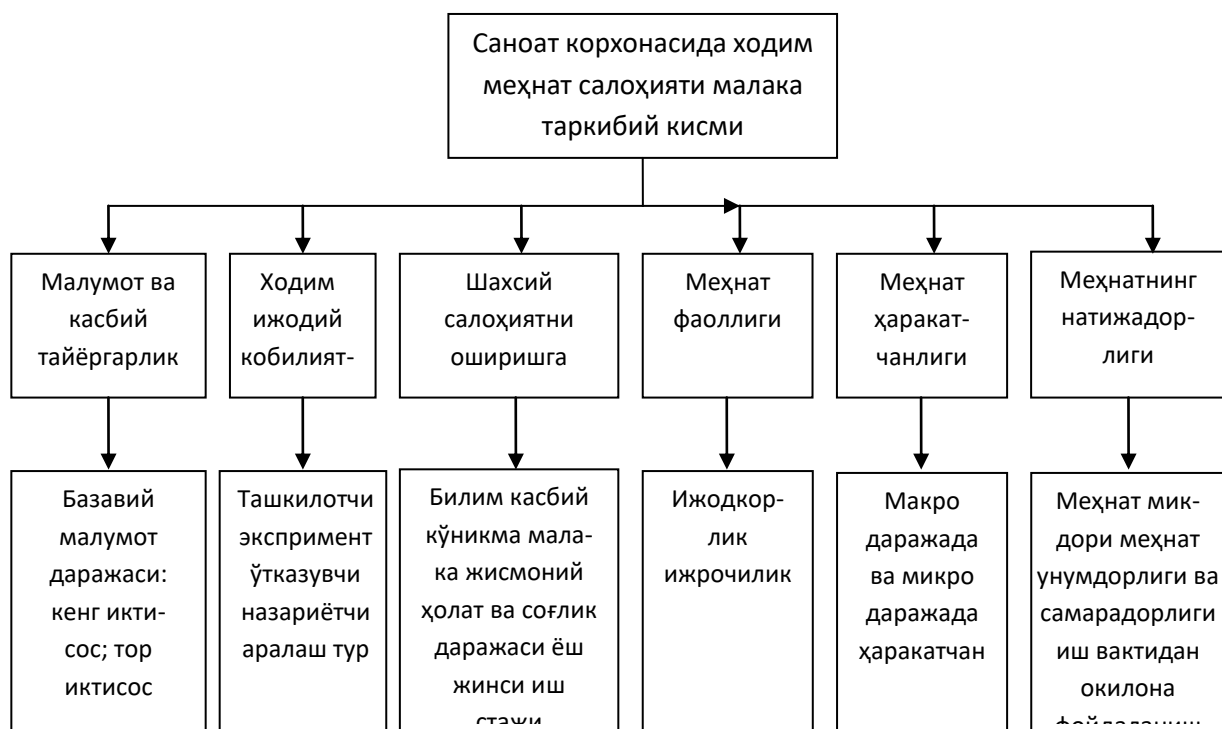 Саноат корхонасида ходим
меҳнат салоҳияти малака
таркибий кисми
Малумот ва
касбий
тайёргарлик
Ходим
ижодий
кобилият-
Шахсий
салоҳиятни
оширишга
Меҳнат
фаоллиги
Меҳнат
ҳаракат-
чанлиги
Меҳнатнинг
натижадор-
лиги
Базавий
малумот
даражаси:
кенг икти-
сос; тор
иктисос
Ташкилотчи
экспримент
ўтказувчи
назариётчи
аралаш тур
Билим касбий
кўникма мала-
ка жисмоний
ҳолат ва соғлик
даражаси ёш
жинси иш
стажи
Ижодкор-
лик
ижрочилик
Макро
даражада
ва микро
даражада
ҳаракатчан
Меҳнат мик-
дори меҳнат
унумдорлиги ва
самарадорлиги
иш вактидан
окилона
фойдаланиш